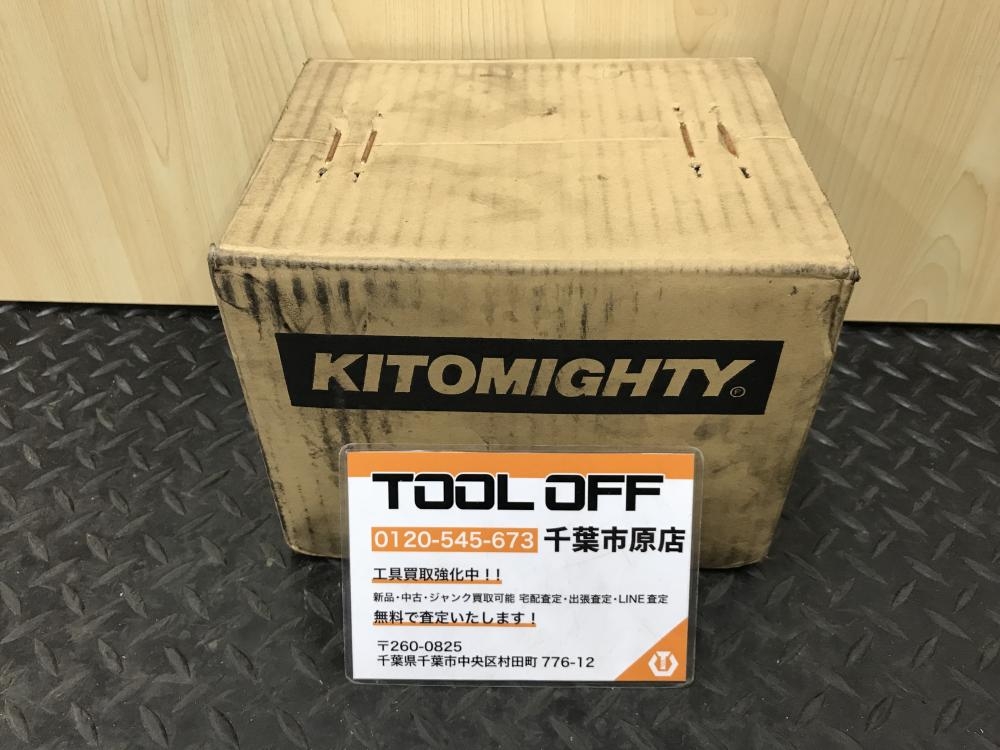 KITOMIGHTY
TOOL OFF
0120-545-673 千葉市原店
工具買取強化中！！
新品・中古・ジャンク買取可能 宅配査定・出張査定・LINE査定
無料で査定いたします！
〒260-0825
千葉県千葉市中央区村田町 776-12